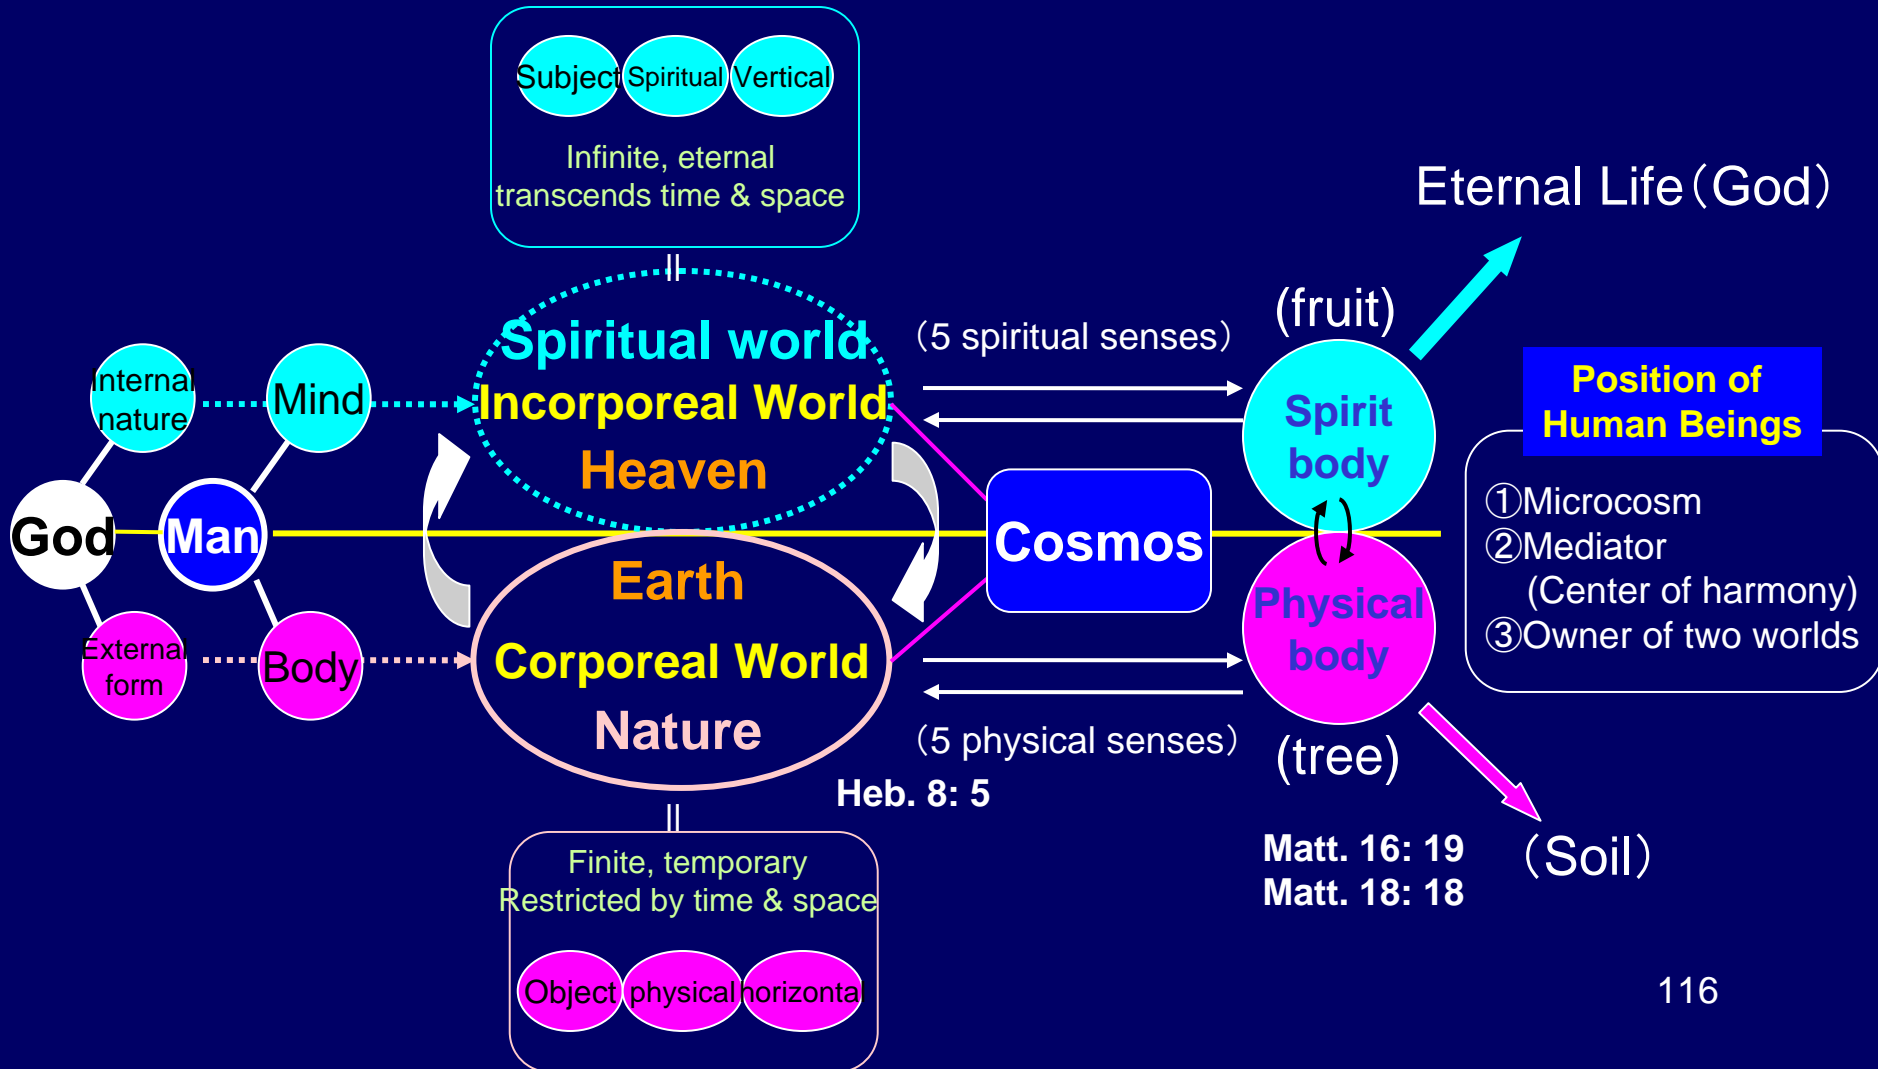 Subject
Spiritual
Vertical
Infinite, eternal
transcends time & space
Eternal Life（God）
Spiritual world
Incorporeal World
Heaven
（5 spiritual senses）
(fruit)
Internal
nature
Mind
God
Man
External
form
Body
Earth
Corporeal World
Nature
Cosmos
Spirit
body
Physical
body
（5 physical senses）
(tree)
Heb. 8: 5
Position of
Human Beings
①Microcosm
②Mediator
(Center of harmony)
③Owner of two worlds
Matt. 16: 19
Matt. 18: 18
（Soil）
Finite, temporary
Restricted by time & space
Object
physical
horizontal
116